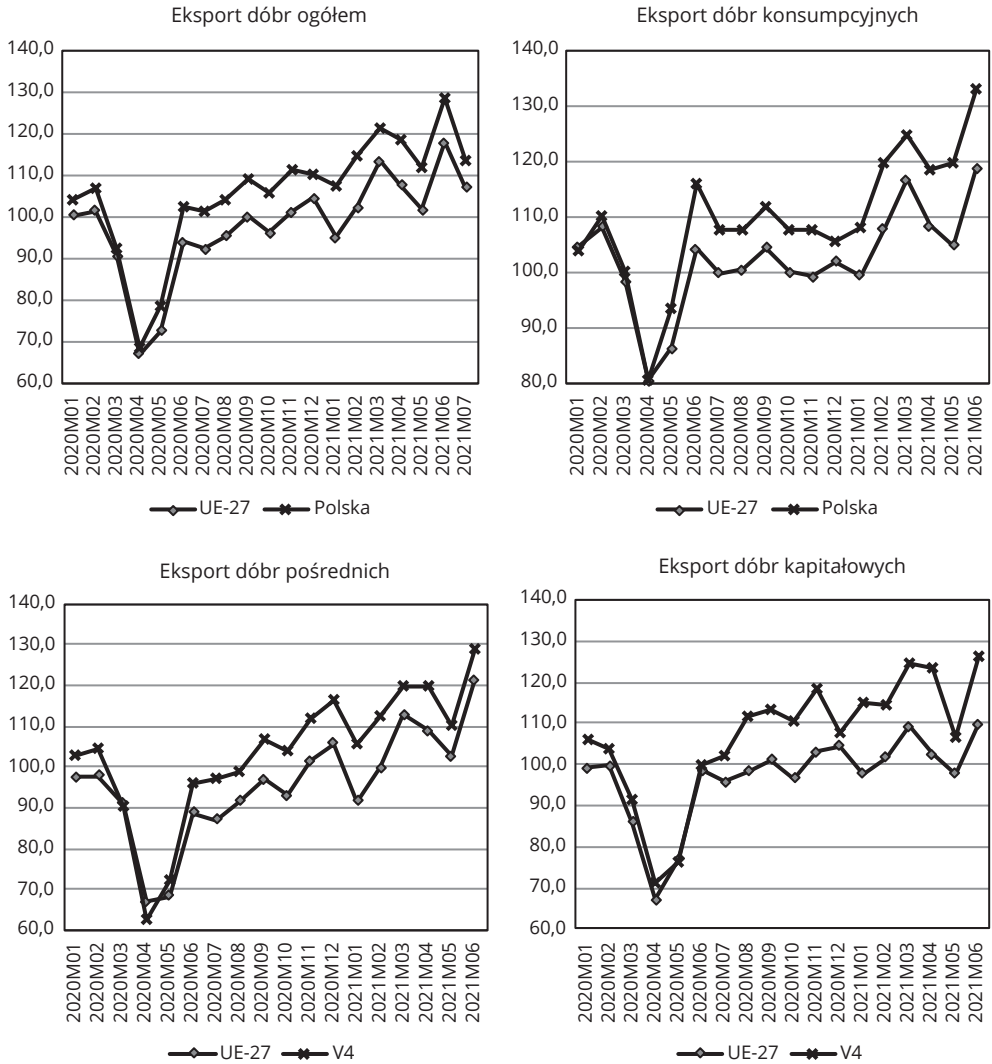 Eksport dóbr ogółem
140,0
130,0
120,0
110,0
100,0
90,0
80,0
70,0
60,0
2020M01
2020M02
2020M03
2020M04
2020M05
2020M06
2020M07
2020M08
2020M09
2020M10
2020M11
2020M12
2021M01
2021M02
2021M03
2021M04
2021M05
2021M06
2021M07
UE-27
Polska
Eksport dóbr konsumpcyjnych
140,0
130,0
120,0
110,0
100,0
90,0
80,0
2020M01
2020M02
2020M03
2020M04
2020M05
2020M06
2020M07
2020M08
2020M09
2020M10
2020M11
2020M12
2021M01
2021M02
2021M03
2021M04
2021M05
2021M06
UE-27
Polska
Eksport dóbr pośrednich
140,0
130,0
120,0
110,0
100,0
90,0
80,0
70,0
60,0
2020M01
2020M02
2020M03
2020M04
2020M05
2020M06
2020M07
2020M08
2020M09
2020M10
2020M11
2020M12
2021M01
2021M02
2021M03
2021M04
2021M05
2021M06
UE-27
V4
Eksport dóbr kapitałowych
140,0
130,0
120,0
110,0
100,0
90,0
80,0
70,0
60,0
2020M01
2020M02
2020M03
2020M04
2020M05
2020M06
2020M07
2020M08
2020M09
2020M10
2020M11
2020M12
2021M01
2021M02
2021M03
2021M04
2021M05
2021M06
UE-27
V4